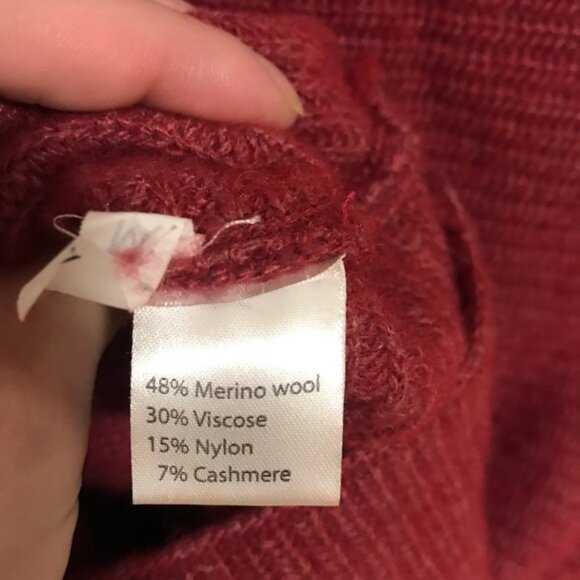 48% Merino wool
30% Viscose
15% Nylon
7% Cashmere